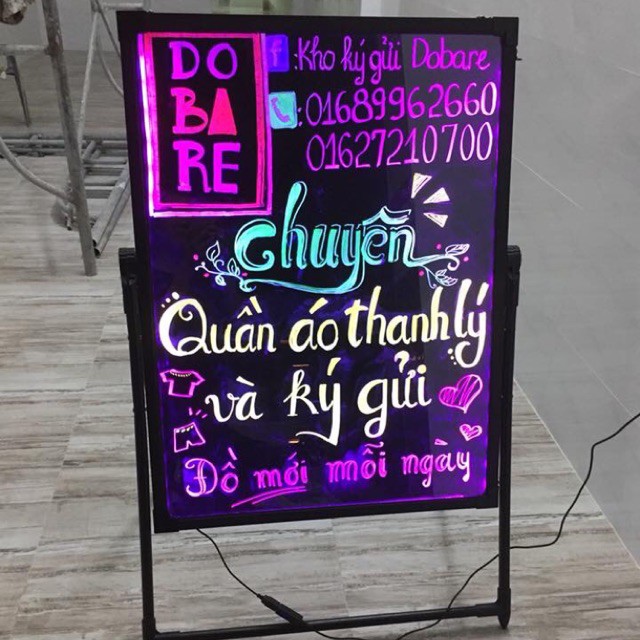 DO
BA
RE
f :Kho ký gửi Dobare
:01689962660
01627210700
chuyên
Quần áo thanh lý
và ký gửi
Đồ mới mỗi ngày